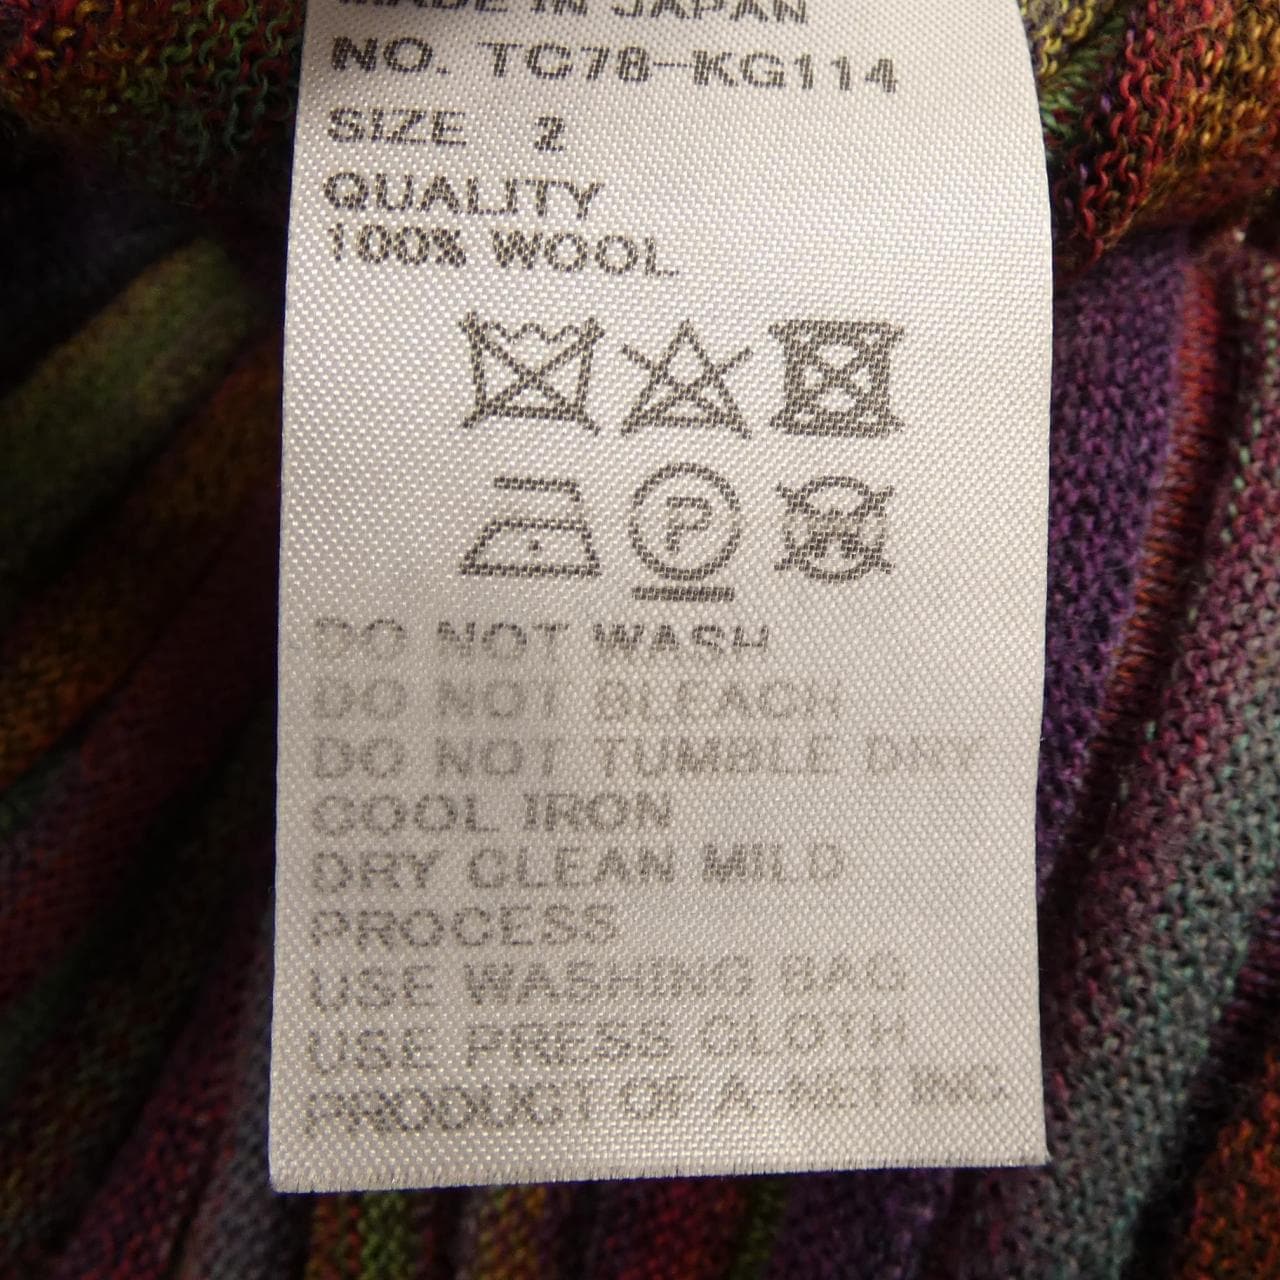 MADE IN JAPAN
NO. TC78-KG114
SIZE 2
QUALITY
100% WOOL
P
W
DO NOT WASH
DO NOT BLEACH
DO NOT TUMBLE DRY
COOL IRON
DRY CLEAN MILD
PROCESS
USE WASHING BAG
USE PRESS CLOTH
PRODUCT OF A-NET INC.